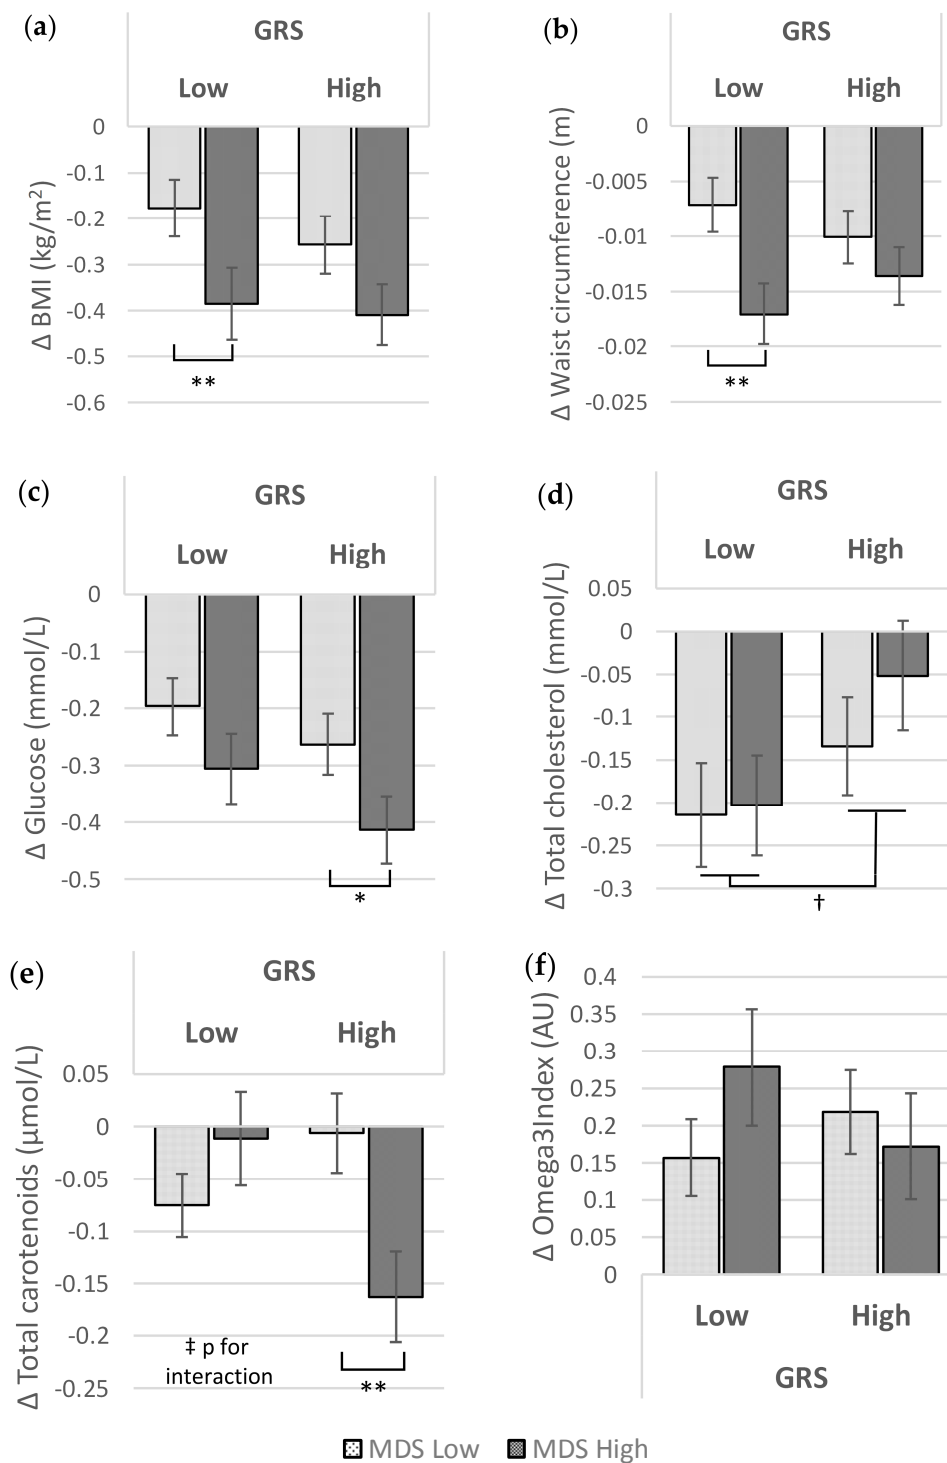 (a)
GRS
Low High
Δ BMI (kg/m²)
0
-0.1
-0.2
-0.3
-0.4
-0.5
-0.6
**
(b)
GRS
Low High
Δ Waist circumference (m)
0
-0.005
-0.01
-0.015
-0.02
-0.025
**
(c)
GRS
Low High
Δ Glucose (mmol/L)
0
-0.1
-0.2
-0.3
-0.4
-0.5
*
(d)
GRS
Low High
Δ Total cholesterol (mmol/L)
0.05
0
-0.05
-0.1
-0.15
-0.2
-0.25
-0.3
†
(e)
GRS
Low High
Δ Total carotenoids (μmol/L)
0.05
0
-0.05
-0.1
-0.15
-0.2
-0.25
‡ p for
interaction
**
(f)
Δ Omega3Index (AU)
0.4
0.35
0.3
0.25
0.2
0.15
0.1
0.05
0
Low High
GRS
MDS Low MDS High